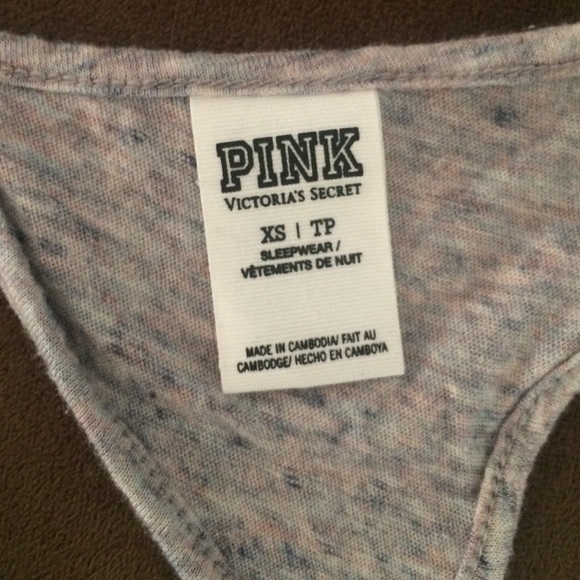 PINK
VICTORIA'S SECRET
XS | TP
SLEEPWEAR /
VÊTEMENTS DE NUIT
MADE IN CAMBODIA/ FAIT AU
CAMBODGE/ HECHO EN CAMBOYA